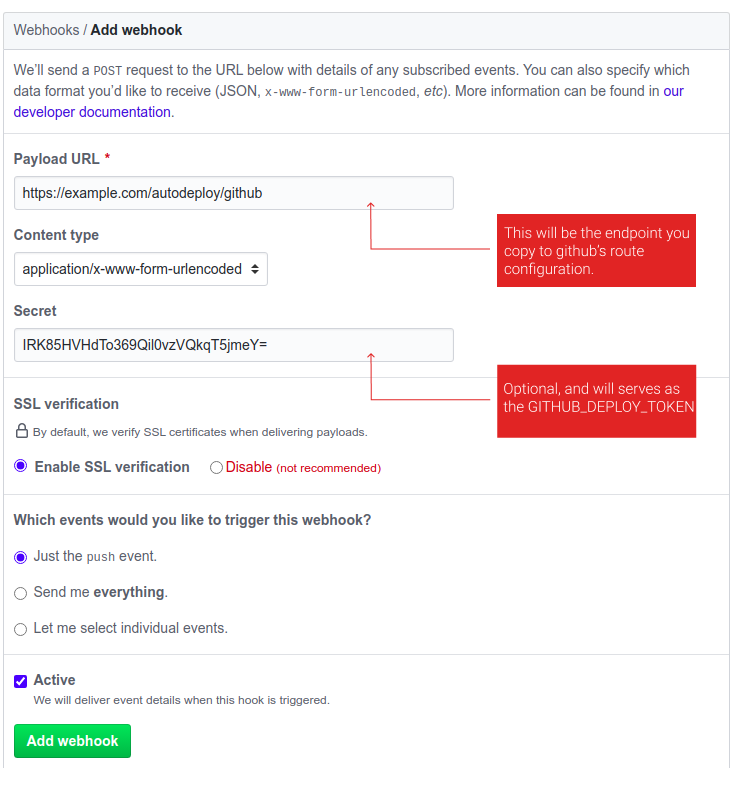 Webhooks / Add webhook
We'll send a POST request to the URL below with details of any subscribed events. You can also specify which
data format you'd like to receive (JSON, x-www-form-urlencoded, etc). More information can be found in our
developer documentation.
Payload URL *
https://example.com/autodeploy/github
This will be the endpoint you
copy to github's route
configuration.
Content type
application/x-www-form-urlencoded
Secret
IRK85HVHdTo369Qil0vzVQkqT5jmeY=
Optional, and will serves as
the GITHUB_DEPLOY_TOKEN
SSL verification
By default, we verify SSL certificates when delivering payloads.
Enable SSL verification Disable (not recommended)
Which events would you like to trigger this webhook?
Just the push event.
Send me everything.
Let me select individual events.
Active
We will deliver event details when this hook is triggered.
Add webhook